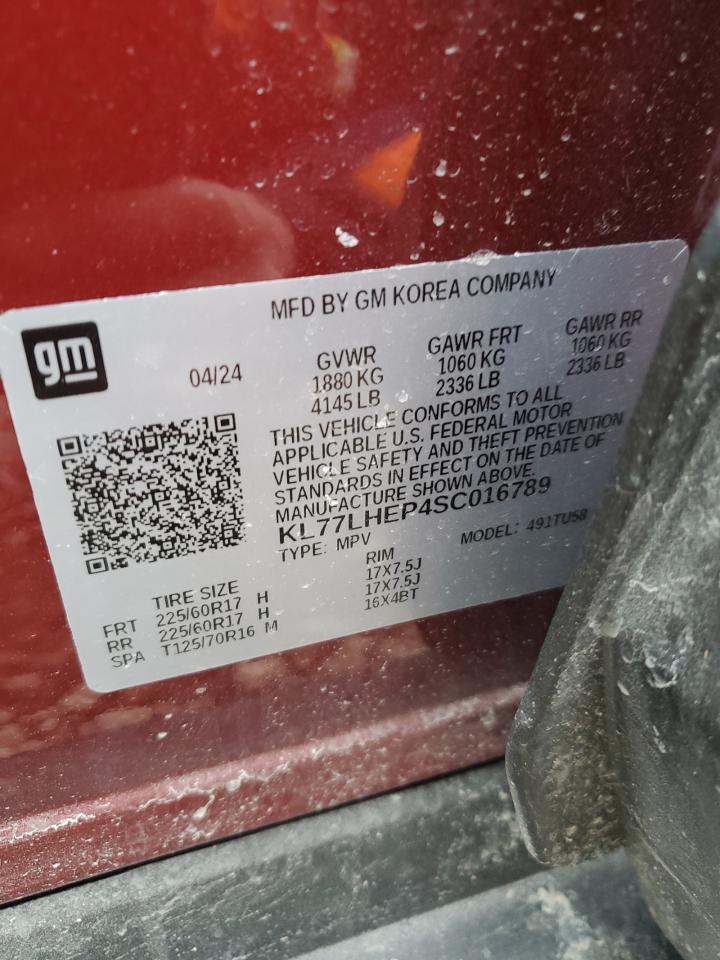 MFD BY GM KOREA COMPANY
gm
04/24
GVWR
1880 KG
4145 LB
GAWR FRT
1060 KG
2336 LB
GAWR RR
1060 KG
2336 LB
THIS VEHICLE CONFORMS TO ALL
APPLICABLE U.S. FEDERAL MOTOR
VEHICLE SAFETY AND THEFT PREVENTION
STANDARDS IN EFFECT ON THE DATE OF
MANUFACTURE SHOWN ABOVE.
KL77LHEP4SC016789
TYPE: MPV
MODEL: 491TU58
TIRE SIZE
RIM
FRT 225/60R17 H 17X7.5J
RR 225/60R17 H 17X7.5J
SPA T125/70R16 M 16X4BT